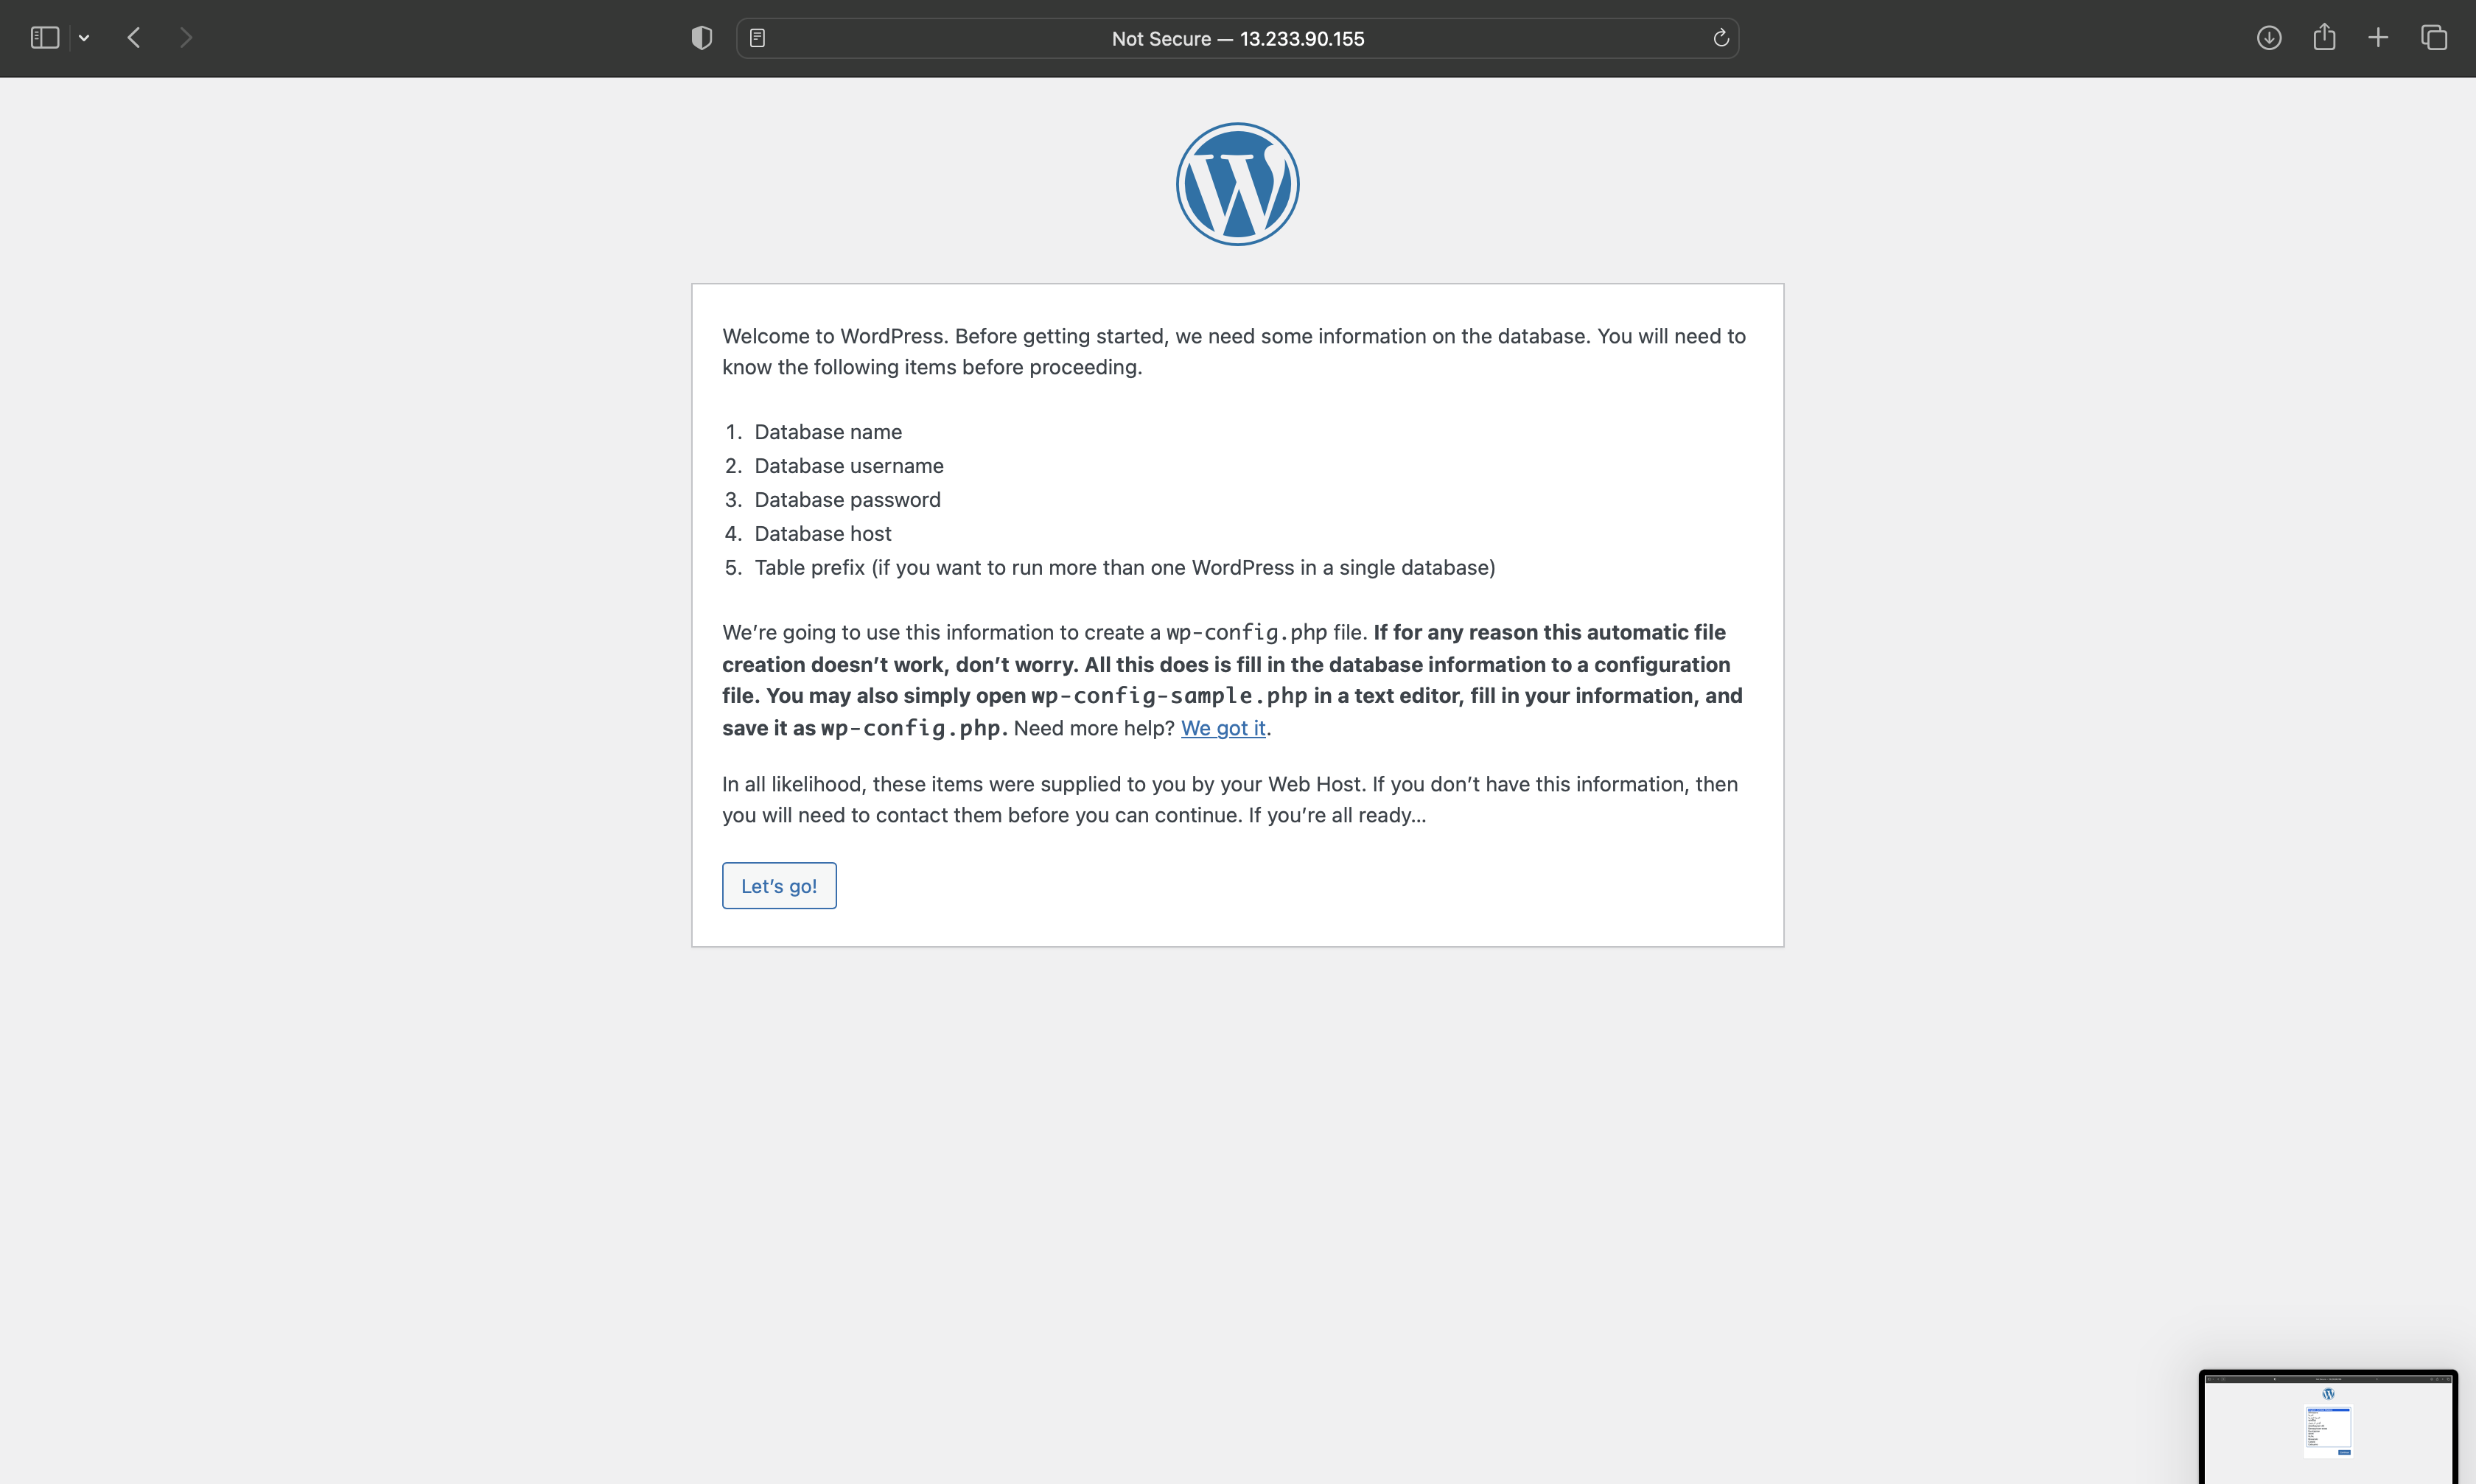 Not Secure — 13.233.90.155
Welcome to WordPress. Before getting started, we need some information on the database. You will need to
know the following items before proceeding.
1. Database name
2. Database username
3. Database password
4. Database host
5. Table prefix (if you want to run more than one WordPress in a single database)
We’re going to use this information to create a wp-config.php file. If for any reason this automatic file
creation doesn’t work, don’t worry. All this does is fill in the database information to a configuration
file. You may also simply open wp-config-sample.php in a text editor, fill in your information, and
save it as wp-config.php. Need more help? We got it.
In all likelihood, these items were supplied to you by your Web Host. If you don’t have this information, then
you will need to contact them before you can continue. If you’re all ready…
Let’s go!